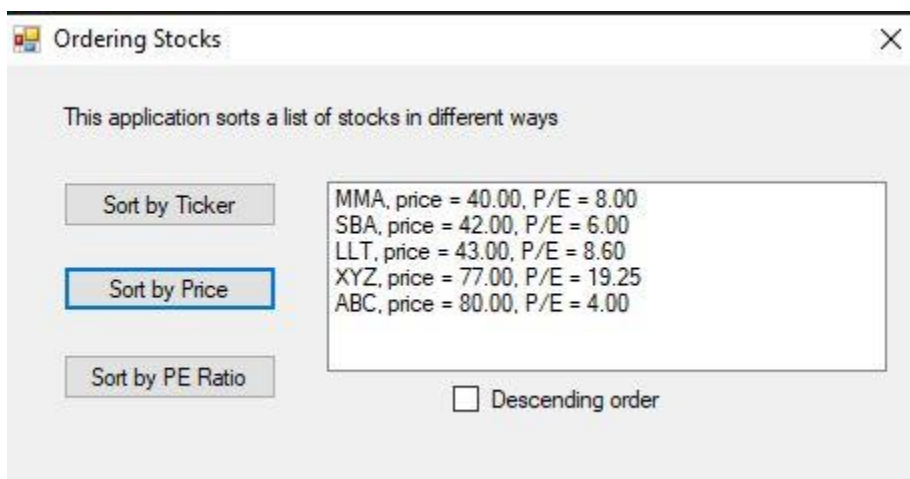 Ordering Stocks
This application sorts a list of stocks in different ways
Sort by Ticker
Sort by Price
Sort by PE Ratio
MMA, price = 40.00, P/E = 8.00
SBA, price = 42.00, P/E = 6.00
LLT, price = 43.00, P/E = 8.60
XYZ, price = 77.00, P/E = 19.25
ABC, price = 80.00, P/E = 4.00
Descending order